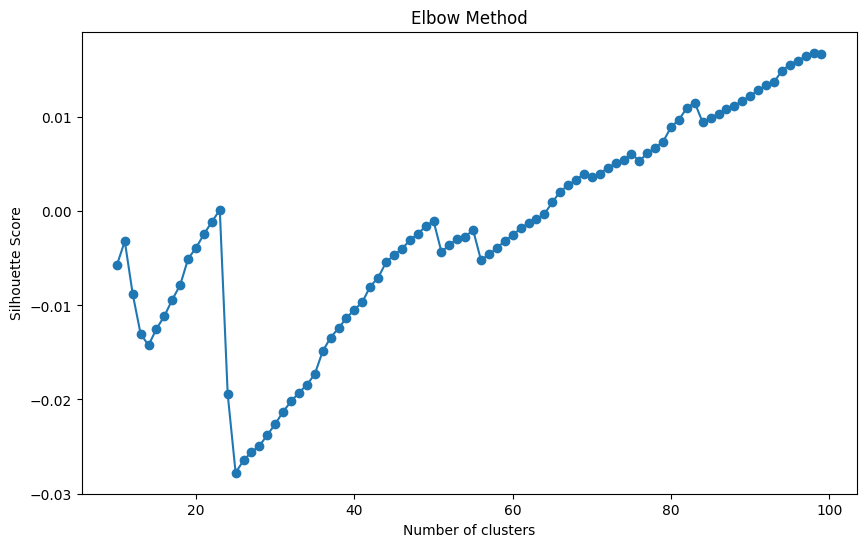 Elbow Method
0.01
0.00
−0.01
−0.02
−0.03
Silhouette Score
20 40 60 80 100
Number of clusters